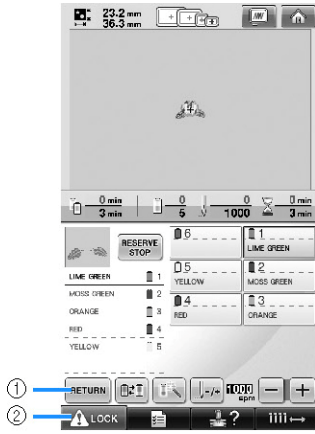 23.2 mm
36.3 mm
0 min
3 min
0
5
0
1000
0 min
3 min
RESERVE
STOP
LIME GREEN 1
MOSS GREEN 2
ORANGE 3
RED 4
YELLOW 5
6
1
LIME GREEN
5
YELLOW
2
MOSS GREEN
4
RED
3
ORANGE
① RETURN
-/+
1000
spm
− +
② LOCK
?